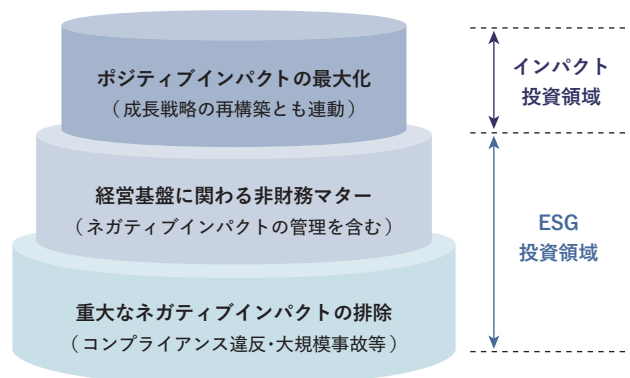 ポジティブインパクトの最大化
（成長戦略の再構築とも連動）
インパクト
投資領域
経営基盤に関わる非財務マター
（ネガティブインパクトの管理を含む）
ESG
投資領域
重大なネガティブインパクトの排除
（コンプライアンス違反･大規模事故等）